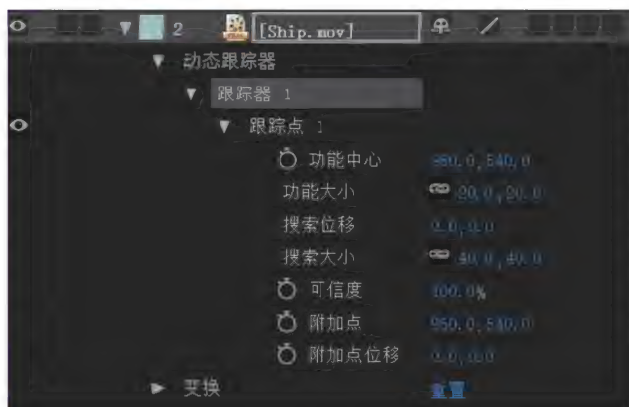 2 [Ship.mov]
动态跟踪器
跟踪器 1
跟踪点 1
功能中心 960.0,540.0
功能大小 20.0,20.0
搜索位移 0.0,0.0
搜索大小 40.0,40.0
可信度 100.0%
附加点 960.0,540.0
附加点位移 0.0,0.0
变换 重置